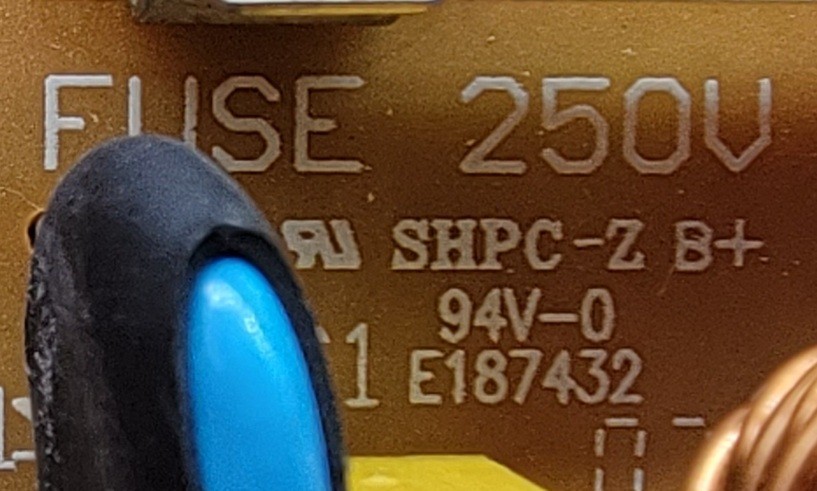 FUSE 250V
SHPC-Z B+
94V-0
E187432